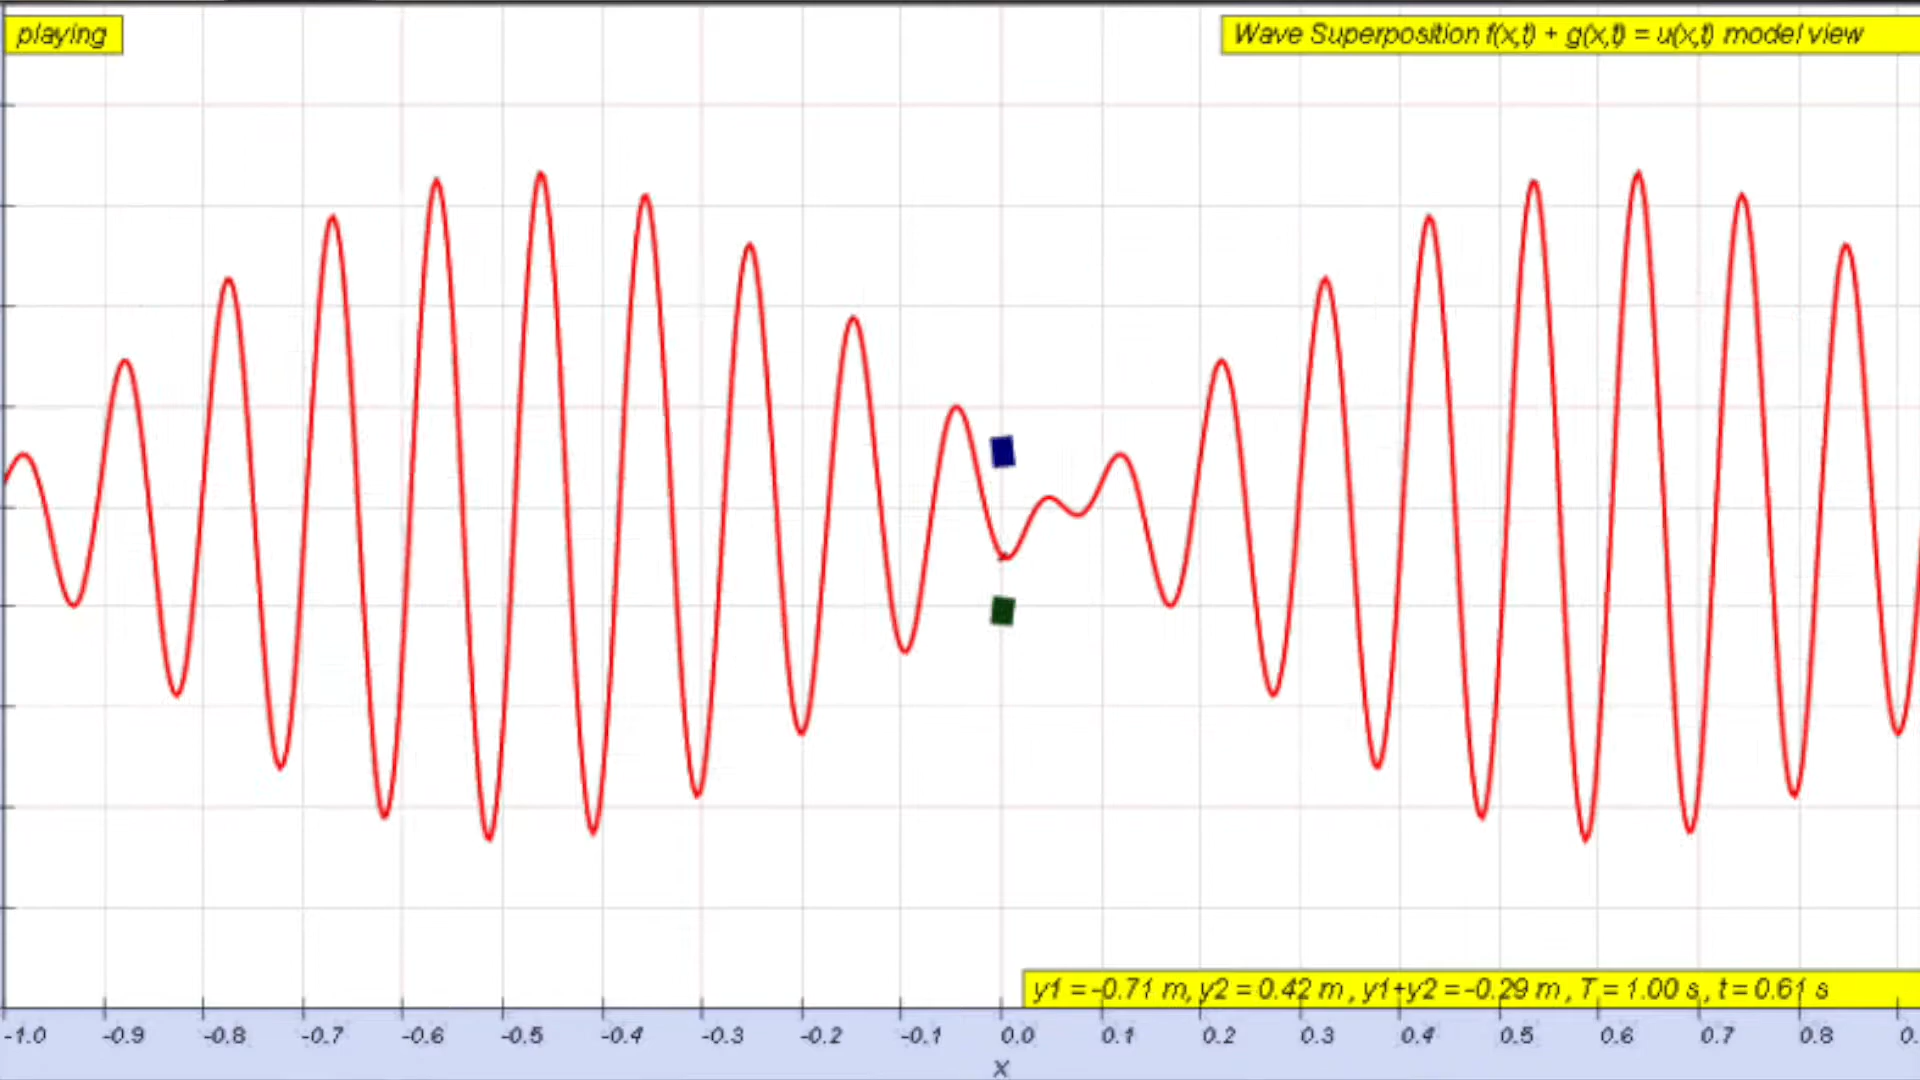 playing
Wave Superposition f(x,t) + g(x,t) = u(x,t) model view
y1 = -0.71 m, y2 = 0.42 m , y1+y2 = -0.29 m , T = 1.00 s , t = 0.61 s
-1.0 -0.9 -0.8 -0.7 -0.6 -0.5 -0.4 -0.3 -0.2 -0.1 0.0 0.1 0.2 0.3 0.4 0.5 0.6 0.7 0.8 0.
x